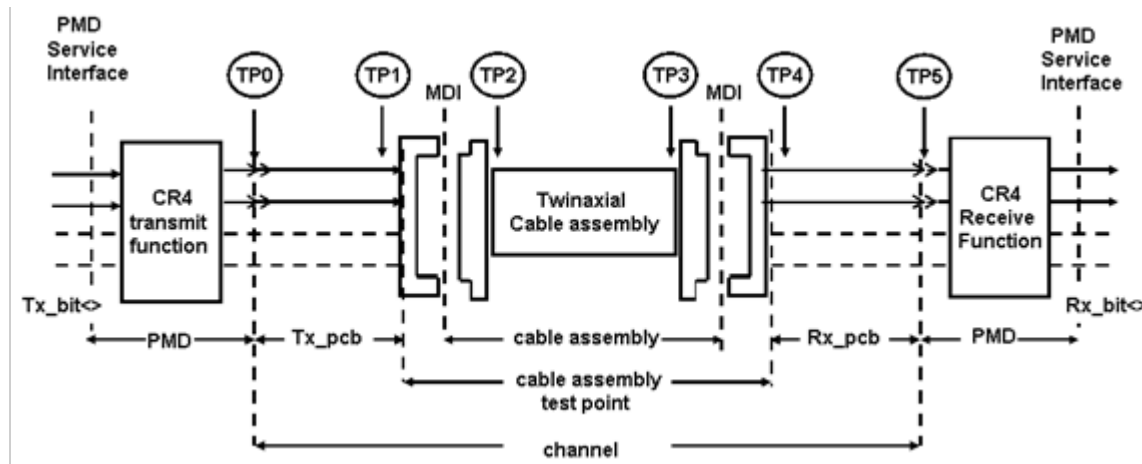 PMD
Service
Interface
TP0
TP1
MDI
TP2
TP3
MDI
TP4
TP5
PMD
Service Interface
CR4
transmit
function
Twinaxial
Cable assembly
CR4
Receive
Function
Tx_bit<>
Rx_bit<>
PMD
Tx_pcb
cable assembly
Rx_pcb
PMD
cable assembly
test point
channel